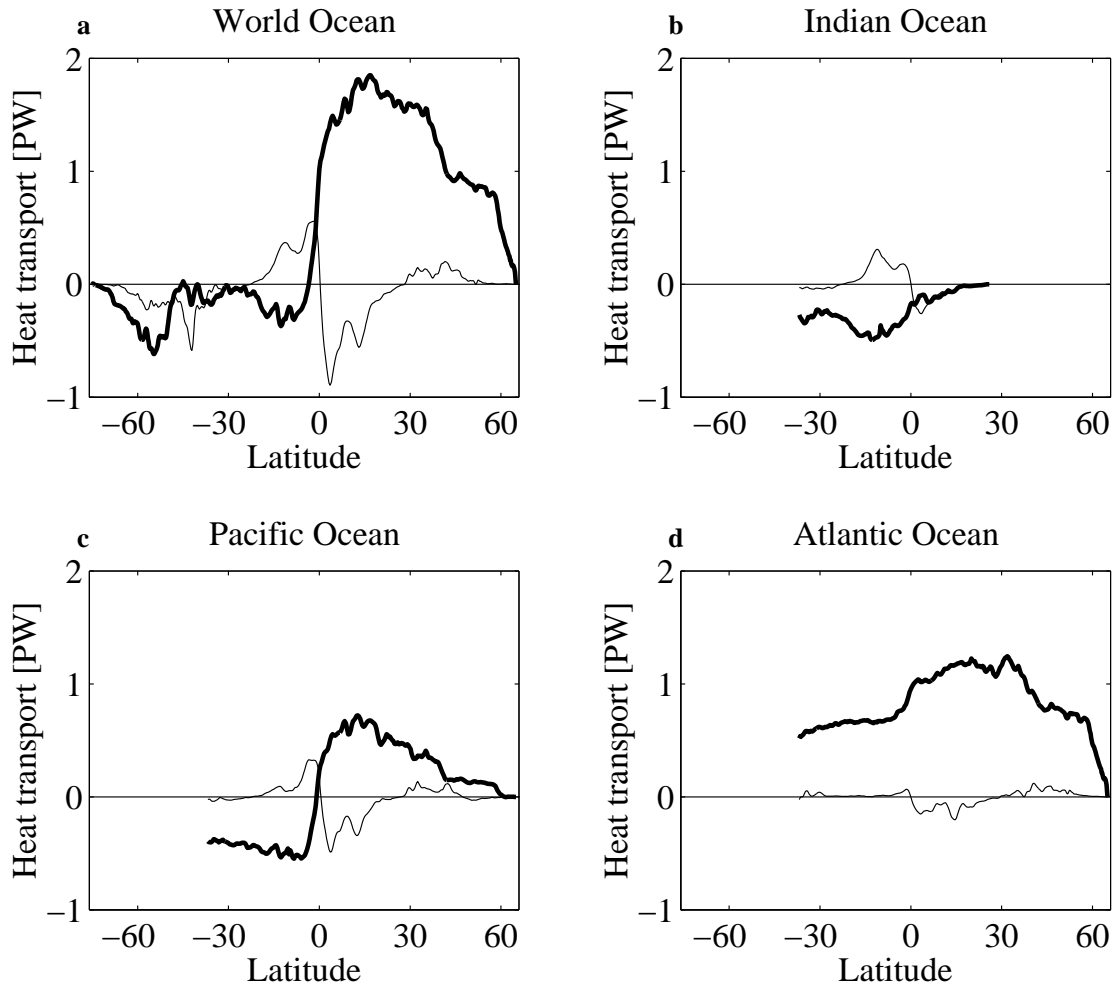 a World Ocean
Heat transport [PW]
2
1
0
−1
−60 −30 0 30 60
Latitude
b Indian Ocean
Heat transport [PW]
2
1
0
−1
−60 −30 0 30 60
Latitude
c Pacific Ocean
Heat transport [PW]
2
1
0
−1
−60 −30 0 30 60
Latitude
d Atlantic Ocean
Heat transport [PW]
2
1
0
−1
−60 −30 0 30 60
Latitude